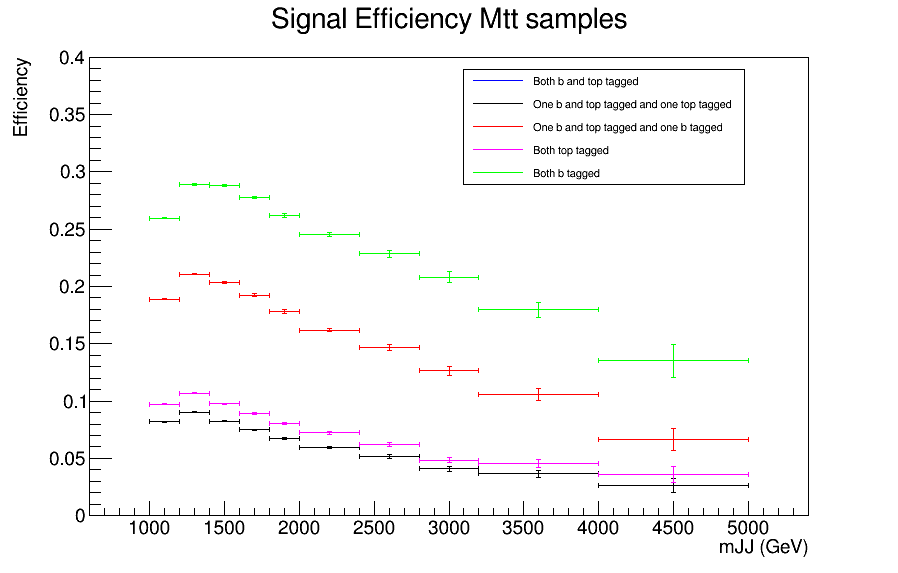 Signal Efficiency Mtt samples
Efficiency
0.4
0.35
0.3
0.25
0.2
0.15
0.1
0.05
0
Both b and top tagged
One b and top tagged and one top tagged
One b and top tagged and one b tagged
Both top tagged
Both b tagged
1000 1500 2000 2500 3000 3500 4000 4500 5000
mJJ (GeV)